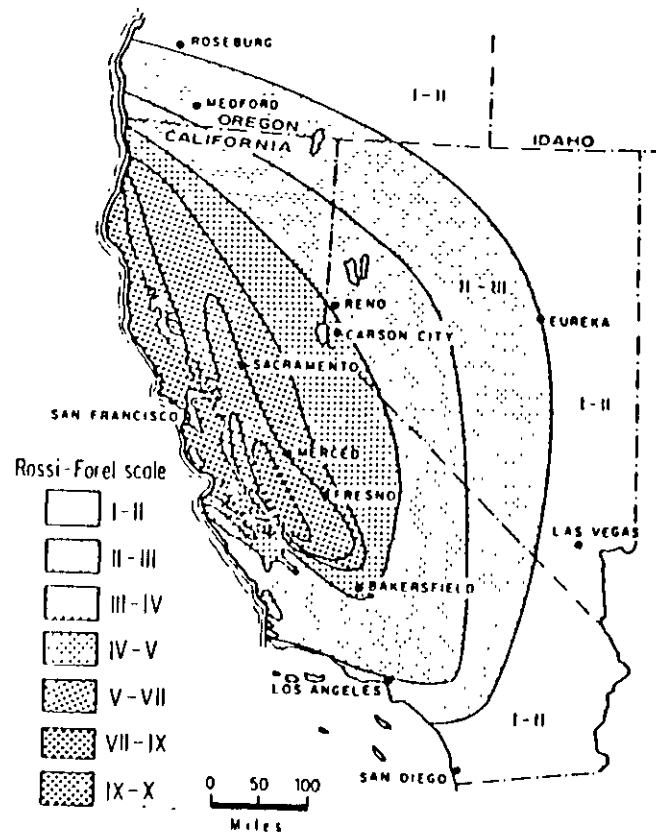 ROSEBURG
I-II
MEDFORD
OREGON
CALIFORNIA
IDAHO
II-III
RENO
EUREKA
CARSON CITY
SACRAMENTO
I-II
SAN FRANCISCO
MERCED
Rossi-Forel scale
FRESNO
I-II
LAS VEGAS
II-III
BAKERSFIELD
III-IV
IV-V
LOS ANGELES
V-VII
I-II
VII-IX
SAN DIEGO
IX-X
0 50 100
Miles